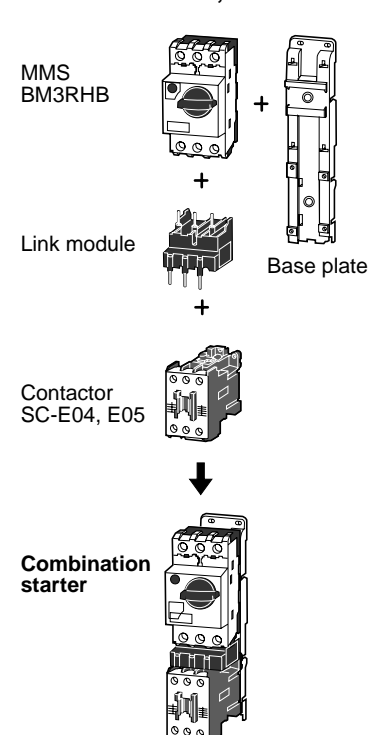 MMS
BM3RHB
+
+
Link module
Base plate
+
Contactor
SC-E04, E05
Combination
starter